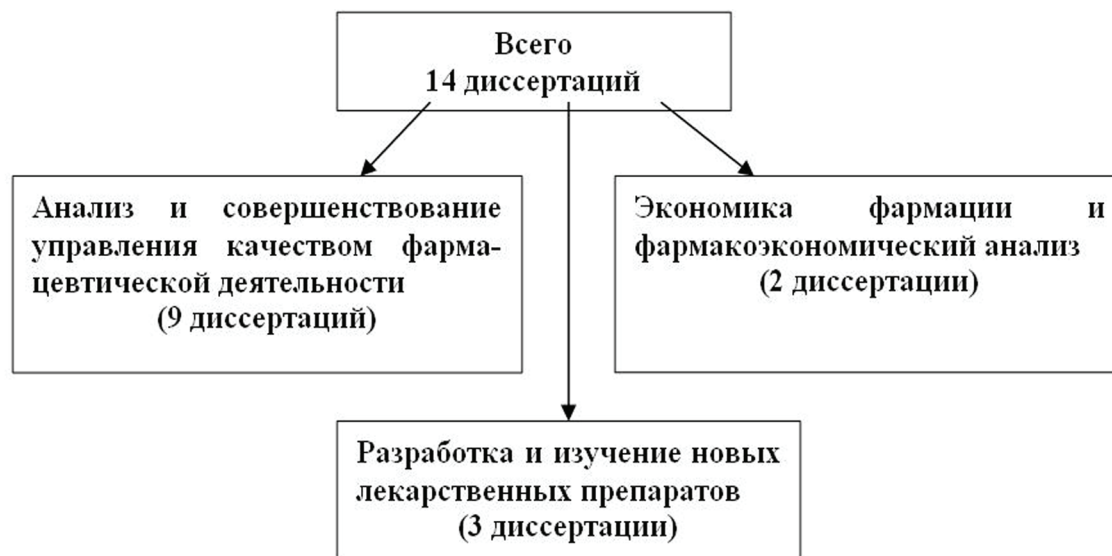 Всего
14 диссертаций
Анализ и совершенствование
управления качеством фарма-
цевтической деятельности
(9 диссертаций)
Экономика фармации и
фармакоэкономический анализ
(2 диссертации)
Разработка и изучение новых
лекарственных препаратов
(3 диссертации)